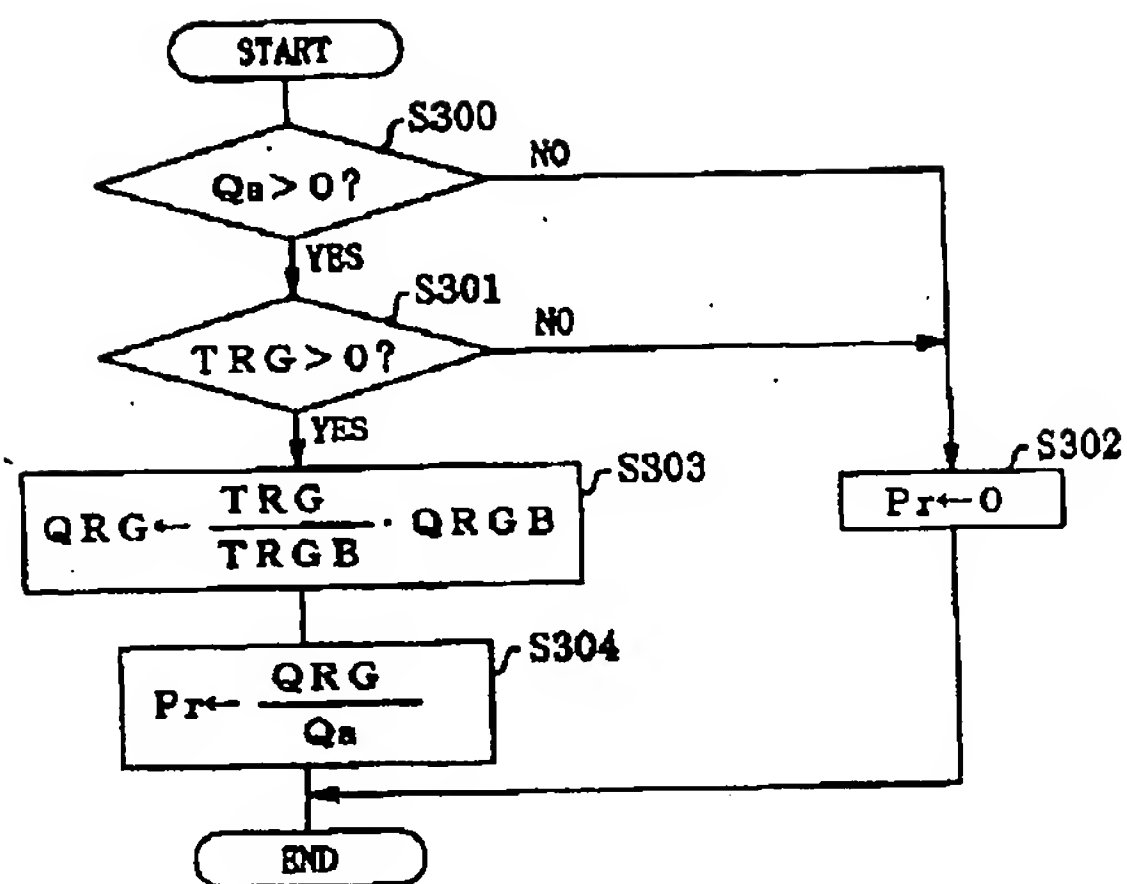 START
S300
Qa>0?
NO
YES
S301
TRG>0?
NO
YES
S303
QRG← TRG/TRGB · QRGB
S302
Pr←0
S304
Pr← QRG/Qa
END